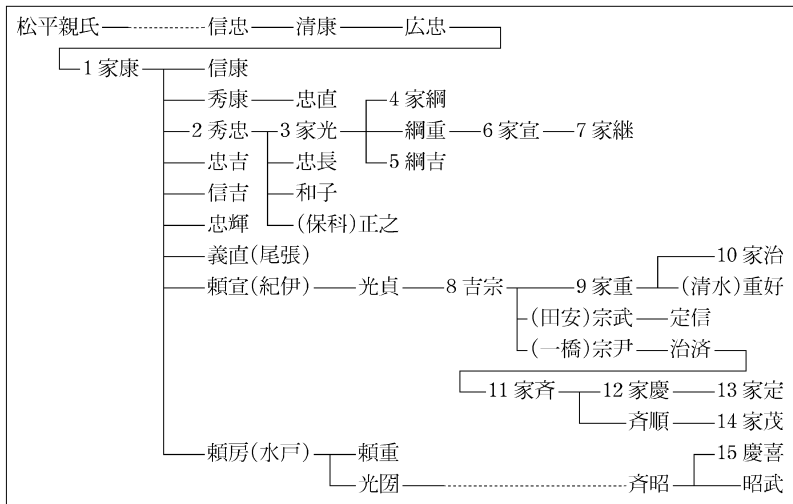 松平親氏 信忠 清康 広忠
1 家康 信康
秀康 忠直 4 家綱
2 秀忠 3 家光 綱重 6 家宣 7 家継
忠吉 忠長 5 綱吉
信吉 和子
忠輝 (保科)正之
義直(尾張) 10 家治
頼宣(紀伊) 光貞 8 吉宗 9 家重 (清水)重好
(田安)宗武 定信
(一橋)宗尹 治済
11 家斉 12 家慶 13 家定
斉順 14 家茂
頼房(水戸) 頼重 15 慶喜
光圀 斉昭 昭武